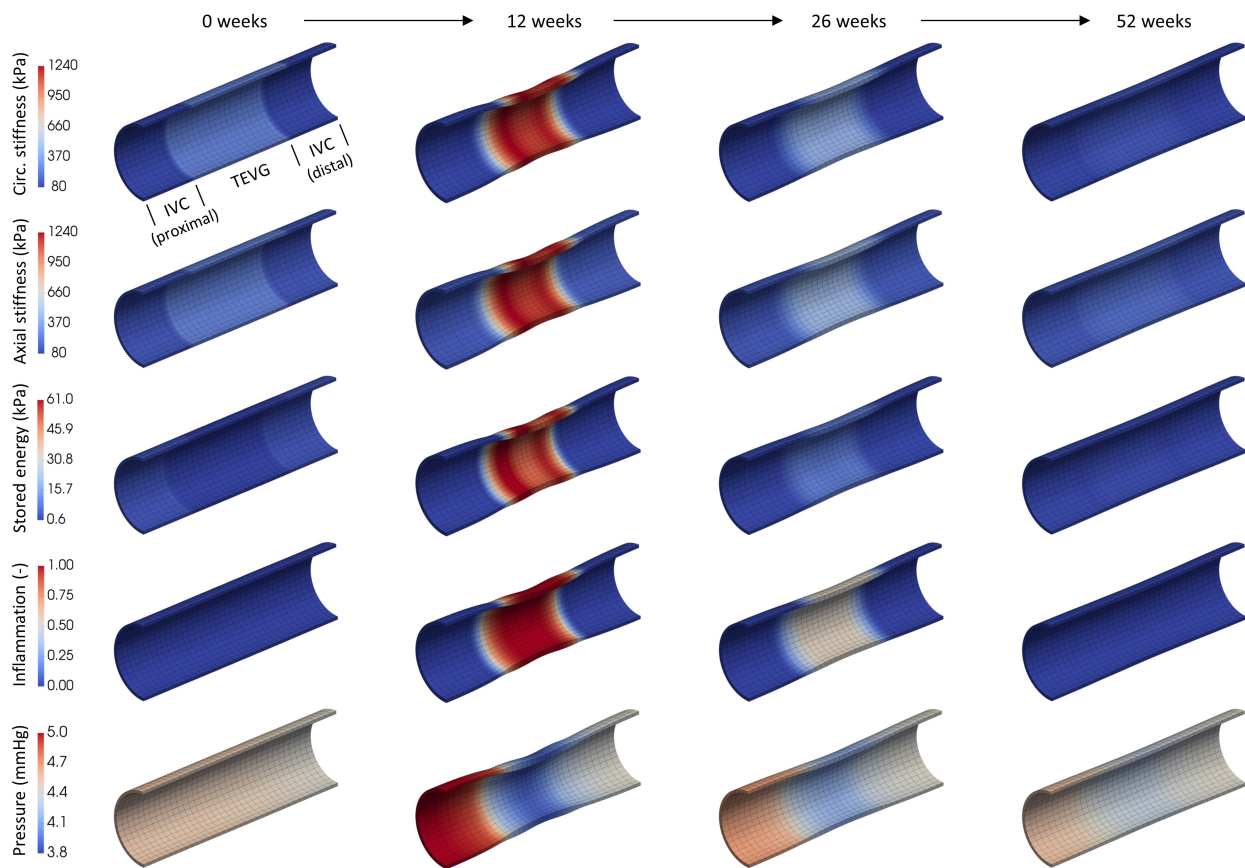 0 weeks
12 weeks
26 weeks
52 weeks
Circ. stiffness (kPa)
1240
950
660
370
80
IVC
(proximal)
TEVG
IVC
(distal)
Axial stiffness (kPa)
1240
950
660
370
80
Stored energy (kPa)
61.0
45.9
30.8
15.7
0.6
Inflammation (-)
1.00
0.75
0.50
0.25
0.00
Pressure (mmHg)
5.0
4.7
4.4
4.1
3.8